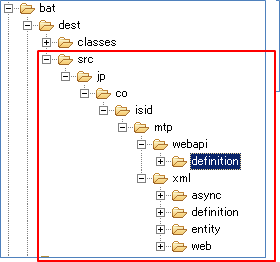 bat
dest
classes
src
jp
co
isid
mtp
webapi
definition
xml
async
definition
entity
web